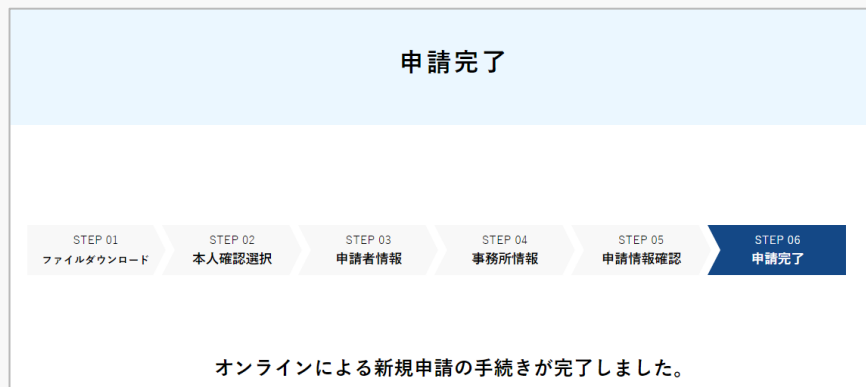 申請完了
STEP 01
ファイルダウンロード
STEP 02
本人確認選択
STEP 03
申請者情報
STEP 04
事務所情報
STEP 05
申請情報確認
STEP 06
申請完了
オンラインによる新規申請の手続きが完了しました。